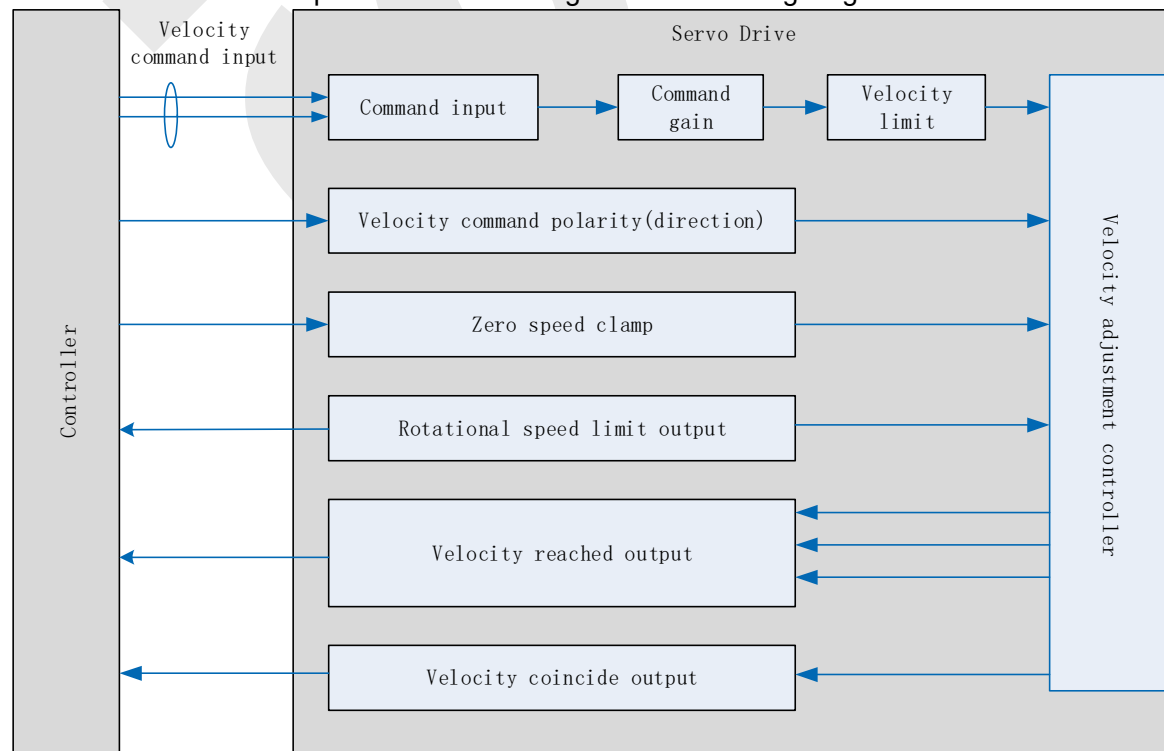 Velocity
command input
Servo Drive
Command input
Command
gain
Velocity
limit
Velocity command polarity(direction)
Zero speed clamp
Rotational speed limit output
Velocity reached output
Velocity coincide output
Controller
Velocity adjustment controller